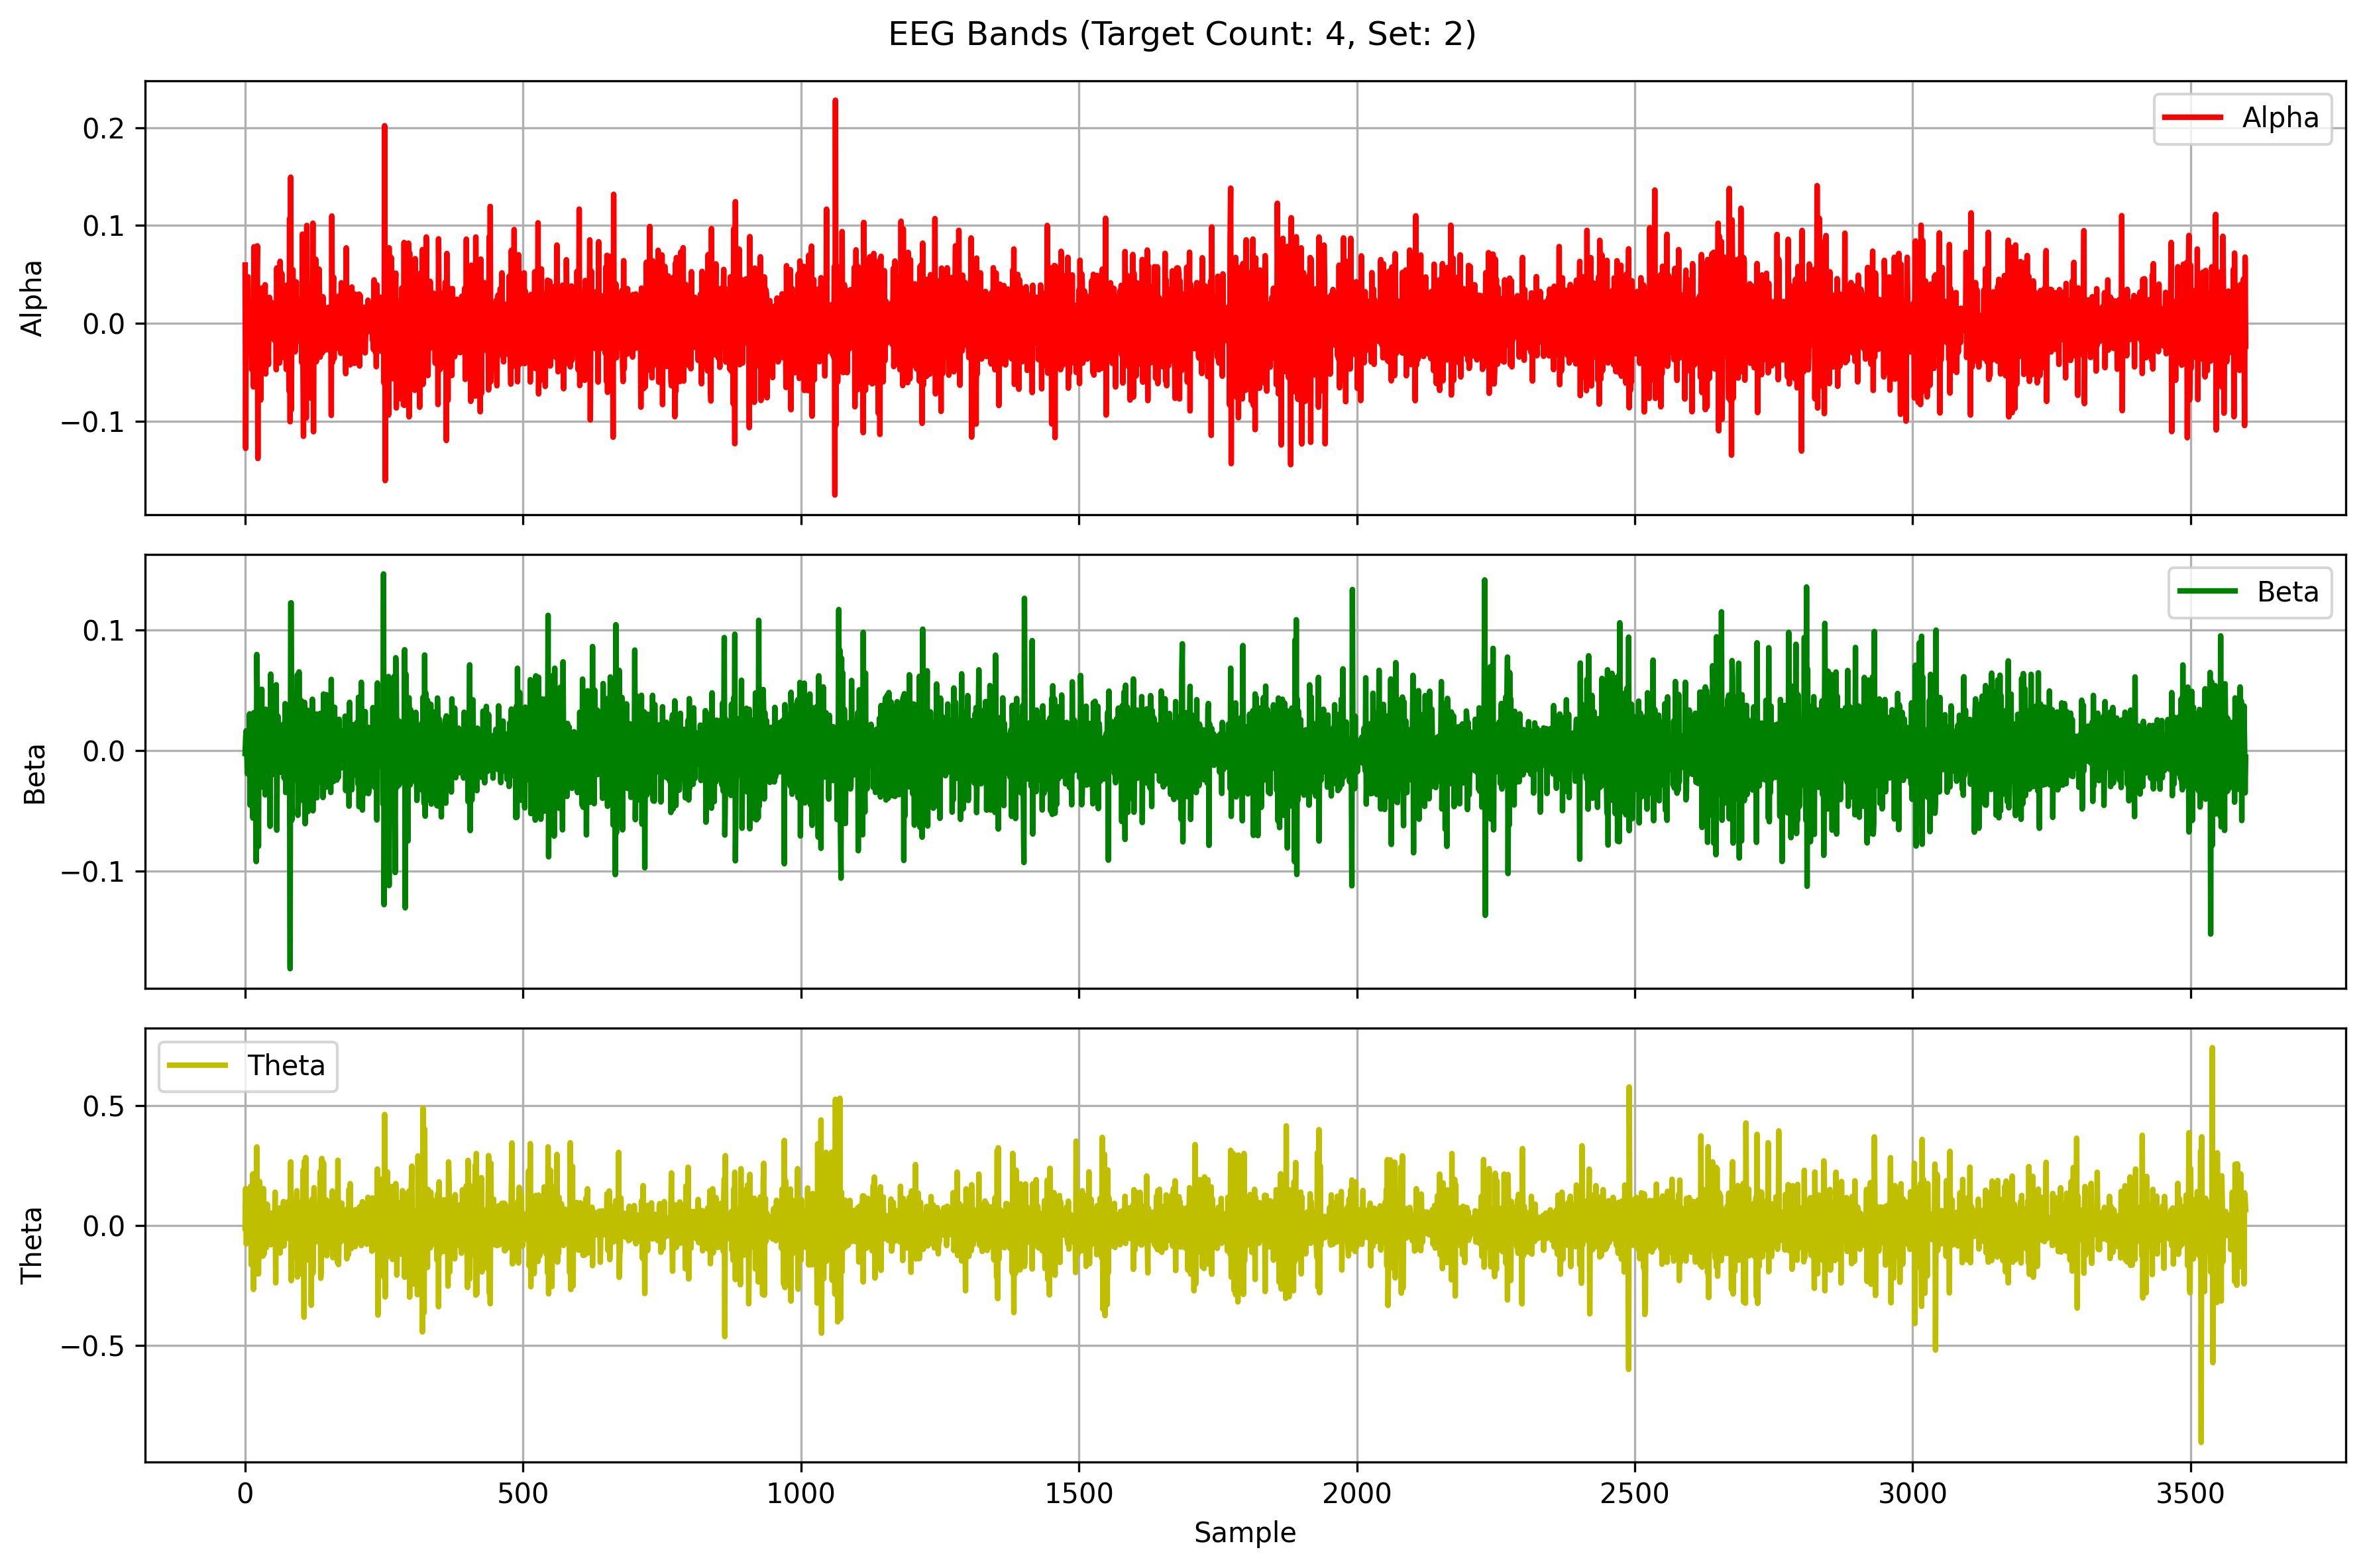 EEG Bands (Target Count: 4, Set: 2)
Alpha
0.2
0.1
0.0
−0.1
Alpha
Beta
0.1
0.0
−0.1
Beta
Theta
0.5
0.0
−0.5
Theta
0 500 1000 1500 2000 2500 3000 3500
Sample